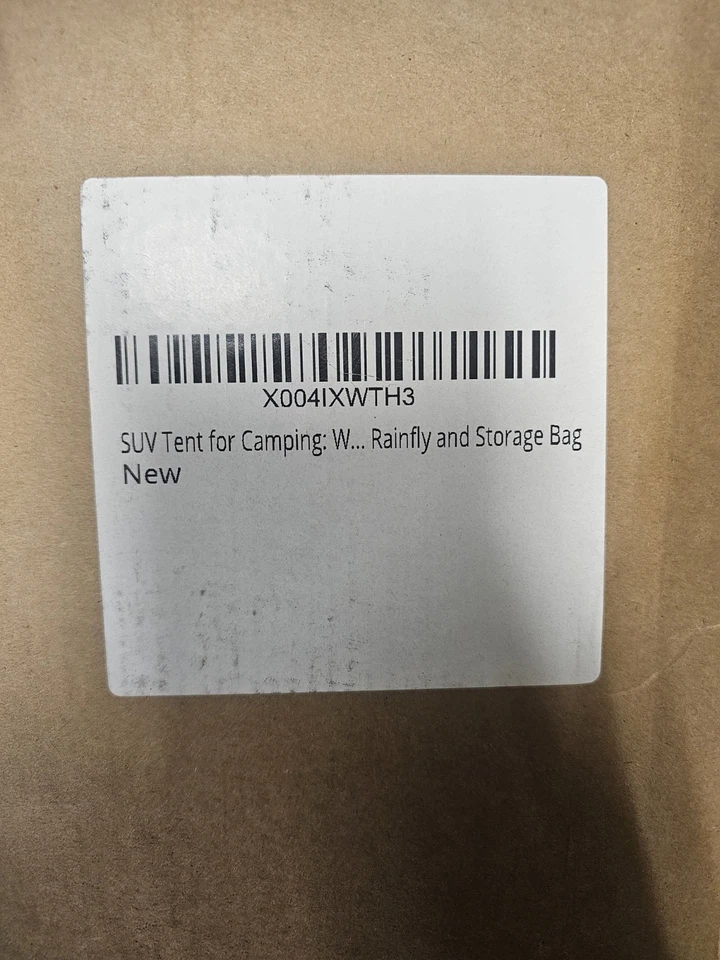 X004IXWTH3
SUV Tent for Camping: W... Rainfly and Storage Bag
New